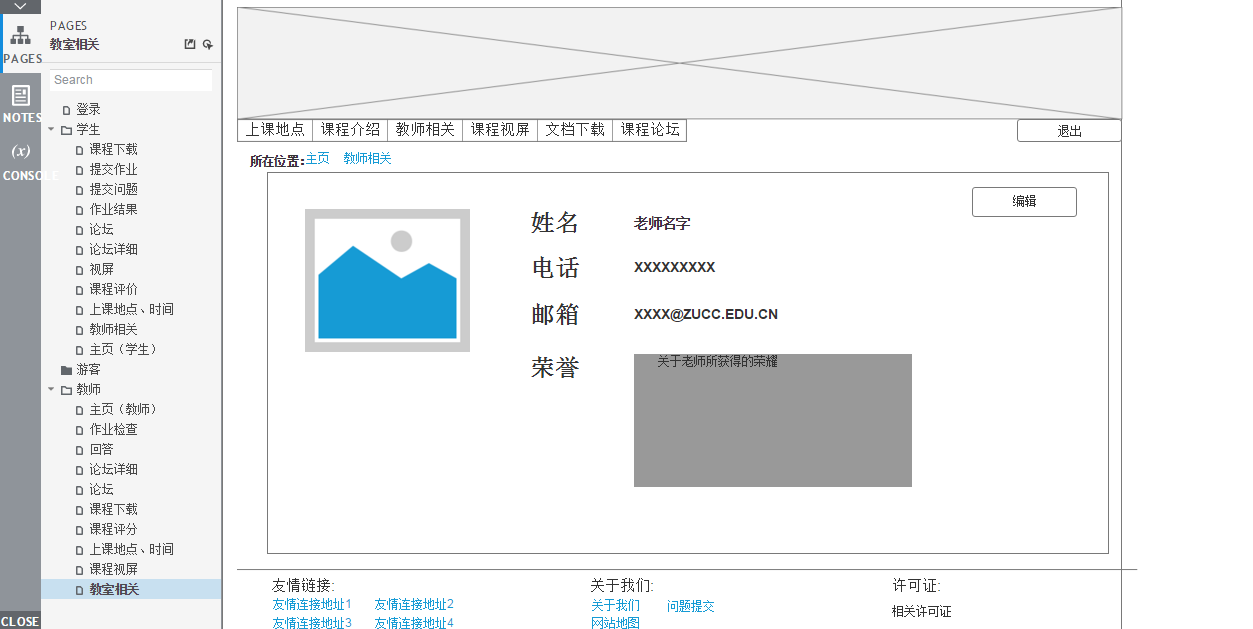 PAGES
NOTES
(x)
CONSOLE
CLOSE
PAGES
教室相关
Search
登录
学生
课程下载
提交作业
提交问题
作业结果
论坛
论坛详细
视屏
课程评价
上课地点、时间
教师相关
主页（学生）
游客
教师
主页（教师）
作业检查
回答
论坛详细
论坛
课程下载
课程评分
上课地点、时间
课程视屏
教室相关
上课地点 课程介绍 教师相关 课程视屏 文档下载 课程论坛 退出
所在位置:主页 教师相关
编辑
姓名 老师名字
电话 XXXXXXXXX
邮箱 XXXX@ZUCC.EDU.CN
荣誉 关于老师所获得的荣耀
友情链接: 关于我们: 许可证:
友情连接地址1 友情连接地址2 关于我们 问题提交 相关许可证
友情连接地址3 友情连接地址4 网站地图